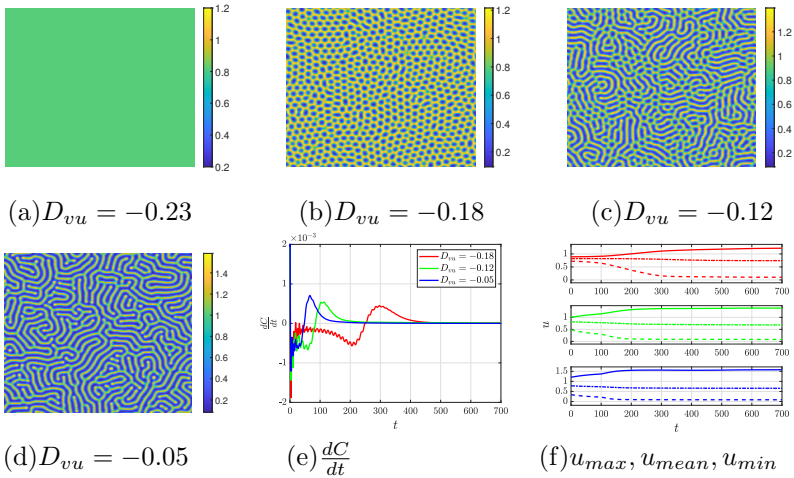 1.2
1
0.8
0.6
0.4
0.2
(a)D_{vu} = −0.23
1.2
1
0.8
0.6
0.4
0.2
(b)D_{vu} = −0.18
1.2
1
0.8
0.6
0.4
0.2
(c)D_{vu} = −0.12
1.4
1.2
1
0.8
0.6
0.4
0.2
(d)D_{vu} = −0.05
×10^{−3}
2
1
0
-1
-2
dC/dt
D_{vu} = −0.18
D_{vu} = −0.12
D_{vu} = −0.05
0 100 200 300 400 500 600 700
t
(e) dC/dt
1
0.5
0
0 100 200 300 400 500 600 700
u
1
0.5
0
0 100 200 300 400 500 600 700
1.5
1
0.5
0
0 100 200 300 400 500 600 700
t
(f)u_{max}, u_{mean}, u_{min}